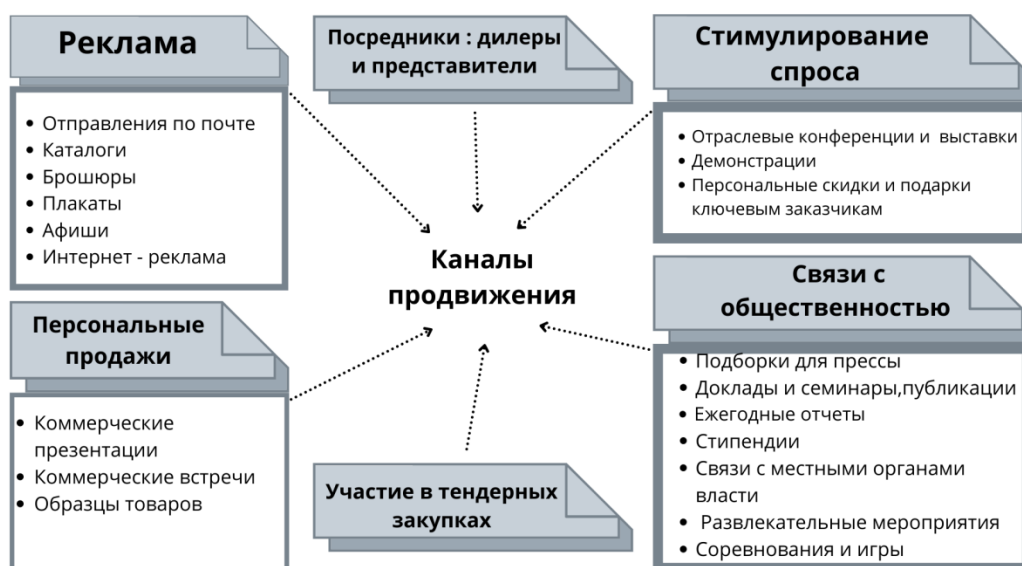 Реклама
• Отправления по почте
• Каталоги
• Брошюры
• Плакаты
• Афиши
• Интернет - реклама
Посредники : дилеры
и представители
Стимулирование
спроса
• Отраслевые конференции и выставки
• Демонстрации
• Персональные скидки и подарки
ключевым заказчикам
Каналы
продвижения
Персональные
продажи
• Коммерческие
презентации
• Коммерческие встречи
• Образцы товаров
Участие в тендерных
закупках
Связи с
общественностью
• Подборки для прессы
• Доклады и семинары,публикации
• Ежегодные отчеты
• Стипендии
• Связи с местными органами
власти
• Развлекательные мероприятия
• Соревнования и игры